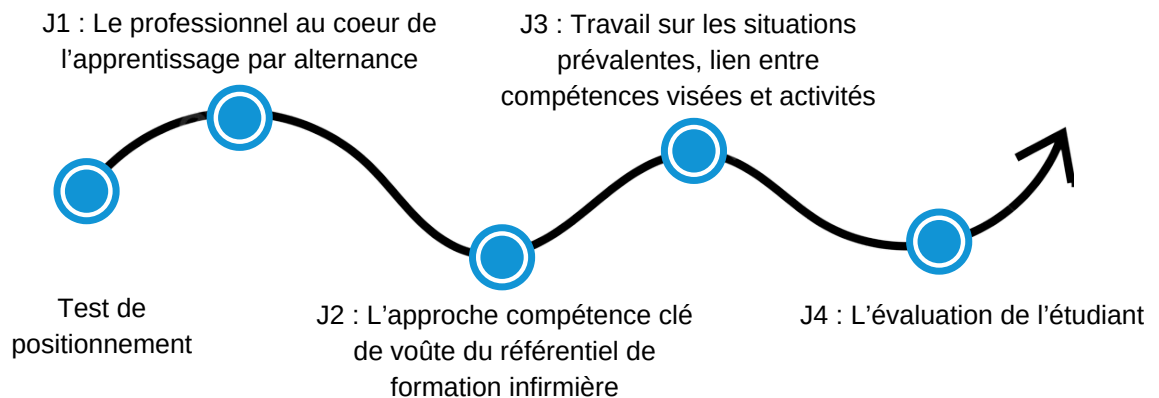 J1 : Le professionnel au coeur de
l'apprentissage par alternance
J3 : Travail sur les situations
prévalentes, lien entre
compétences visées et activités
Test de
positionnement
J2 : L'approche compétence clé
de voûte du référentiel de
formation infirmière
J4 : L'évaluation de l'étudiant